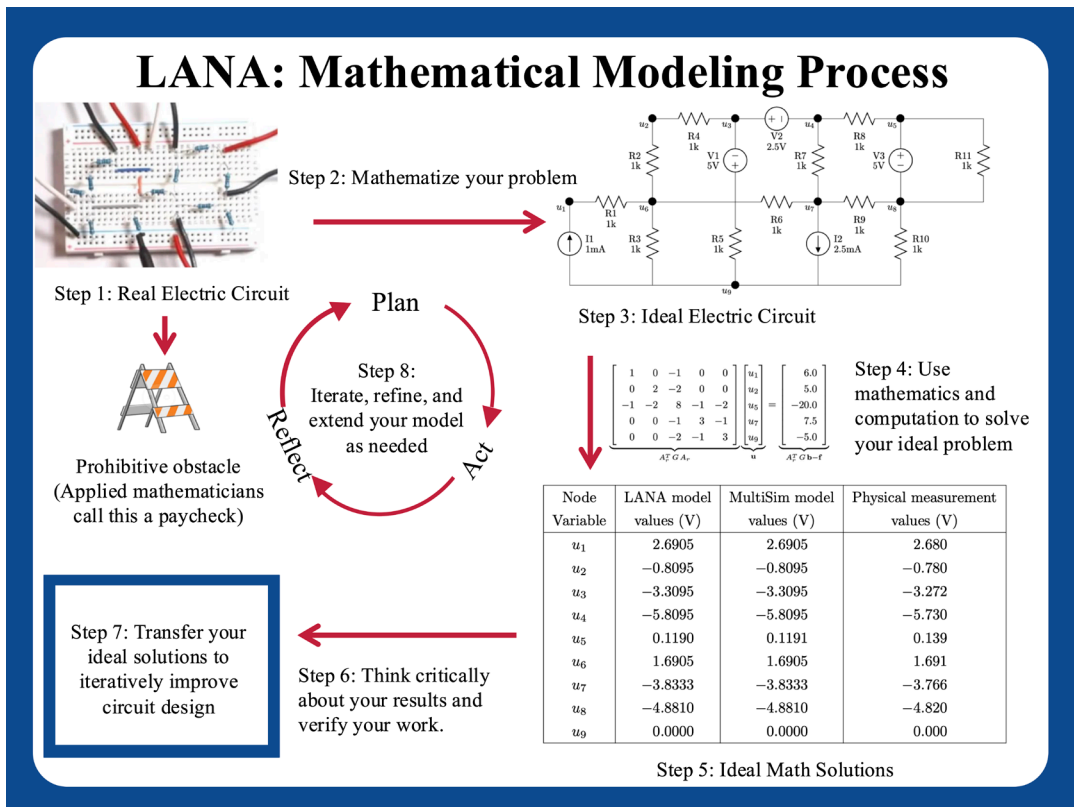 LANA: Mathematical Modeling Process
Step 1: Real Electric Circuit
Step 2: Mathematize your problem
u2
R4
1k
u3
V2
2.5V
u4
R8
1k
u5
R2
1k
V1
5V
R7
1k
V3
5V
R11
1k
u1
R1
1k
u6
R6
1k
u7
R9
1k
u8
I1
1mA
R3
1k
R5
1k
I2
2.5mA
R10
1k
u9
Step 3: Ideal Electric Circuit
Prohibitive obstacle
(Applied mathematicians
call this a paycheck)
Plan
Act
Reflect
Step 8:
Iterate, refine, and
extend your model
as needed
1 0 −1 0 0 u1 6.0
0 2 −2 0 0 u2 5.0
−1 −2 8 −1 −2 u5 = −20.0
0 0 −1 3 −1 u7 7.5
0 0 −2 −1 3 u9 −5.0
A_r^T G A_r u A_r^T G b−f
Step 4: Use
mathematics and
computation to solve
your ideal problem
Node LANA model MultiSim model Physical measurement
Variable values (V) values (V) values (V)
u1 2.6905 2.6905 2.680
u2 −0.8095 −0.8095 −0.780
u3 −3.3095 −3.3095 −3.272
u4 −5.8095 −5.8095 −5.730
u5 0.1190 0.1191 0.139
u6 1.6905 1.6905 1.691
u7 −3.8333 −3.8333 −3.766
u8 −4.8810 −4.8810 −4.820
u9 0.0000 0.0000 0.000
Step 5: Ideal Math Solutions
Step 6: Think critically
about your results and
verify your work.
Step 7: Transfer your
ideal solutions to
iteratively improve
circuit design